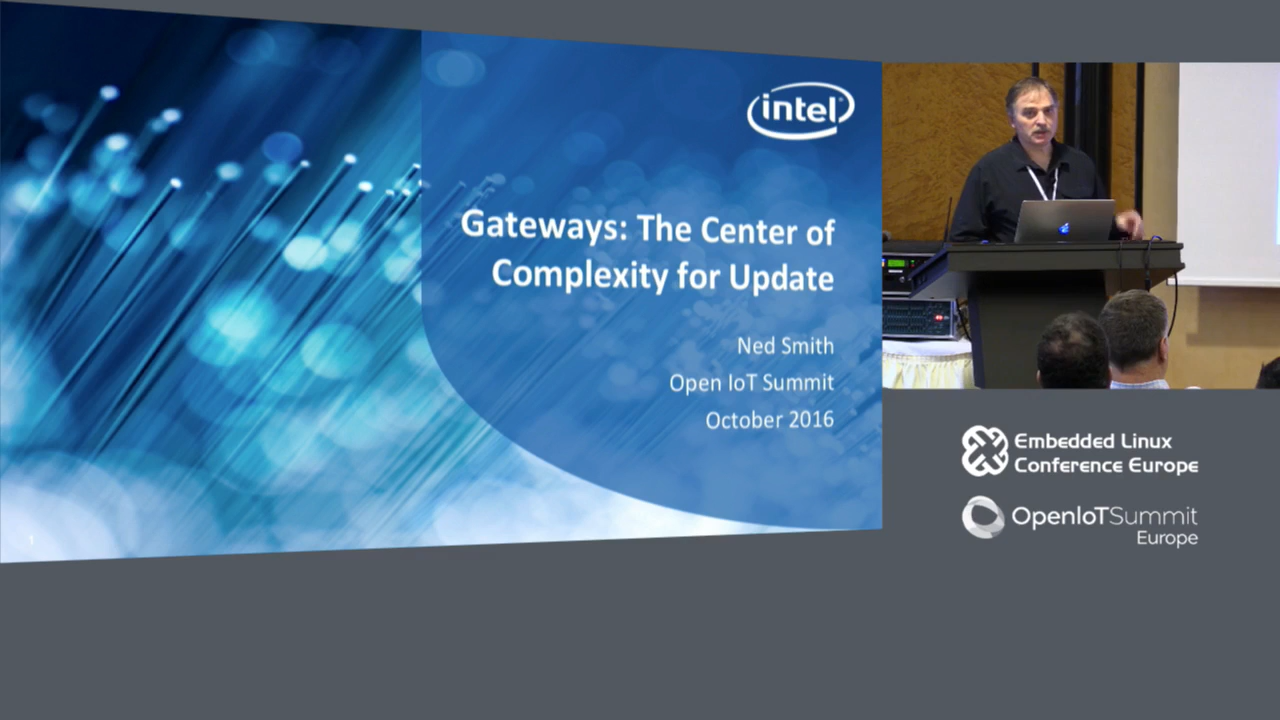 intel
Gateways: The Center of
Complexity for Update
Ned Smith
Open IoT Summit
October 2016
1
Embedded Linux
Conference Europe
OpenIoTSummit
Europe